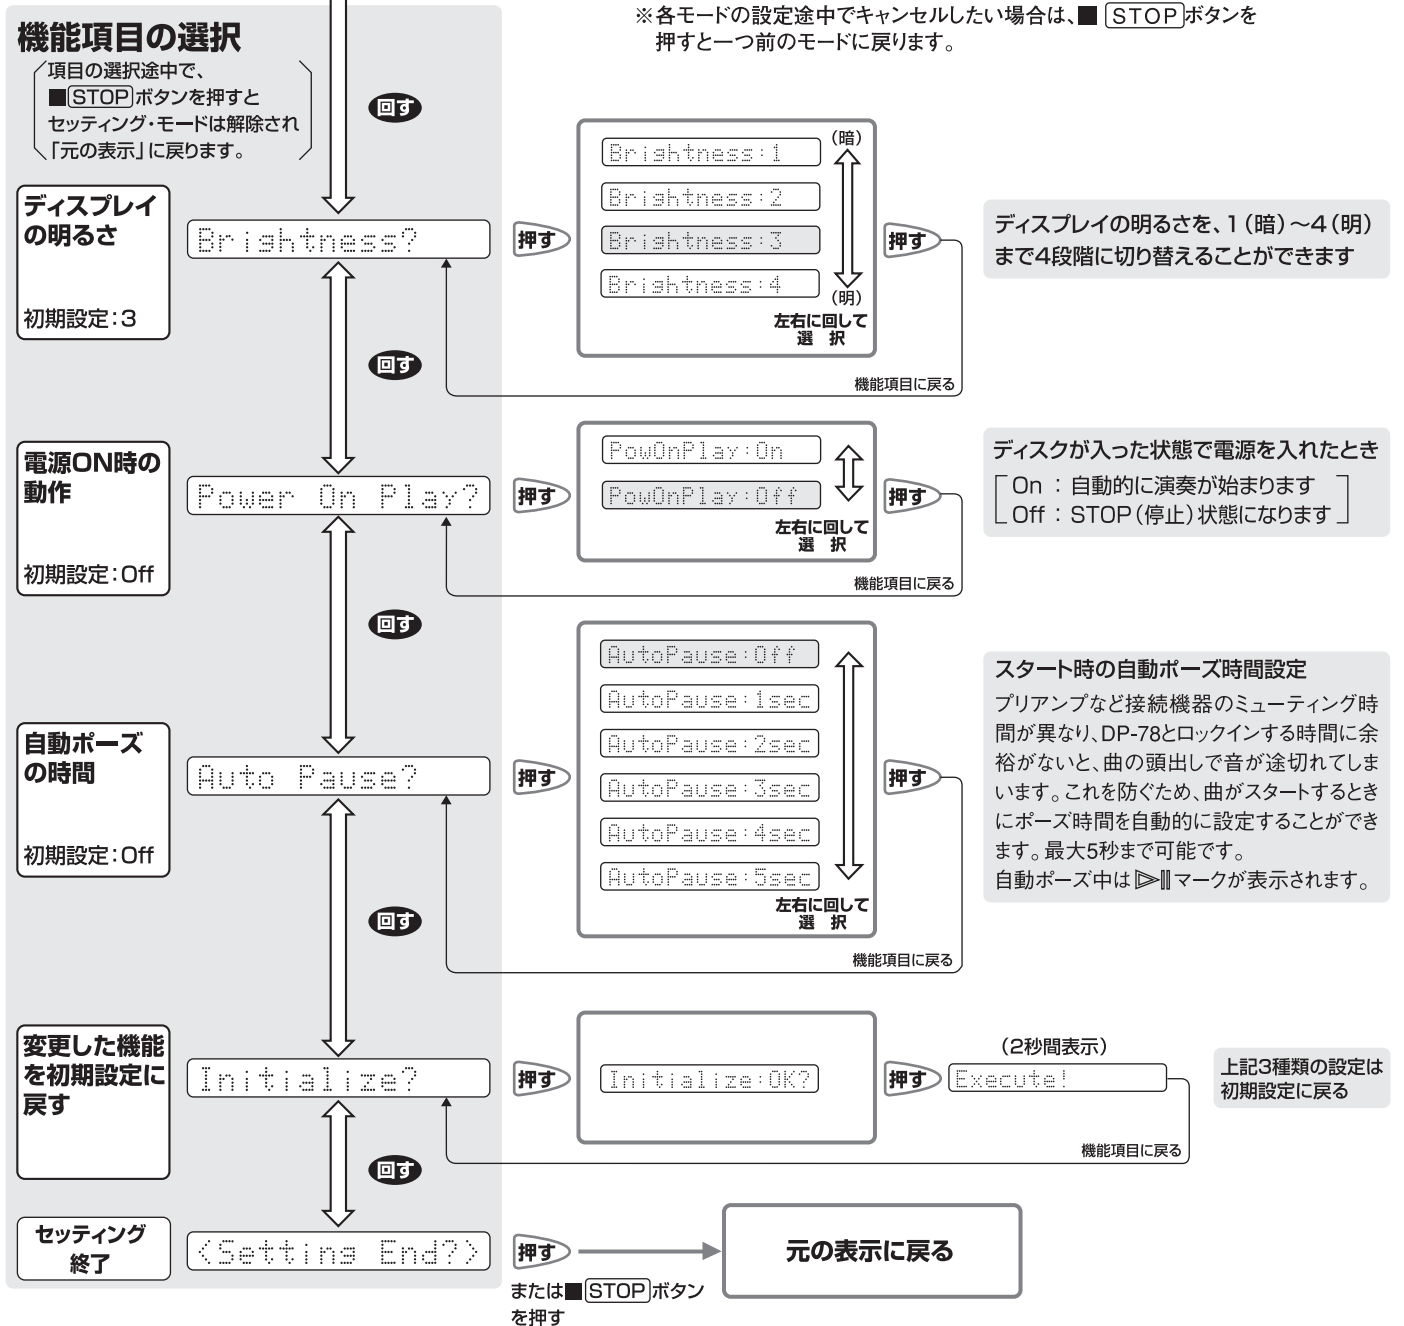 ※各モードの設定途中でキャンセルしたい場合は、■ STOPボタンを
押すと一つ前のモードに戻ります。
機能項目の選択
項目の選択途中で、
■STOPボタンを押すと
セッティング・モードは解除され
「元の表示」に戻ります。
回す
ディスプレイ
の明るさ
初期設定:3
Brightness?
押す
Brightness:1
Brightness:2
Brightness:3
Brightness:4
(暗)
(明)
左右に回して
選 択
押す
機能項目に戻る
ディスプレイの明るさを、1(暗)~4(明)
まで4段階に切り替えることができます
回す
電源ON時の
動作
初期設定:Off
Power On Play?
押す
PowOnPlay:On
PowOnPlay:Off
左右に回して
選 択
押す
機能項目に戻る
ディスクが入った状態で電源を入れたとき
On : 自動的に演奏が始まります
Off : STOP(停止)状態になります
回す
自動ポーズ
の時間
初期設定:Off
Auto Pause?
押す
AutoPause:Off
AutoPause:1sec
AutoPause:2sec
AutoPause:3sec
AutoPause:4sec
AutoPause:5sec
左右に回して
選 択
押す
機能項目に戻る
スタート時の自動ポーズ時間設定
プリアンプなど接続機器のミューティング時
間が異なり、DP-78とロックインする時間に余
裕がないと、曲の頭出しで音が途切れてしま
います。これを防ぐため、曲がスタートするとき
にポーズ時間を自動的に設定することができ
ます。最大5秒まで可能です。
自動ポーズ中は▷‖マークが表示されます。
回す
変更した機能
を初期設定に
戻す
Initialize?
押す
Initialize:OK?
押す
(2秒間表示)
Execute!
機能項目に戻る
上記3種類の設定は
初期設定に戻る
回す
セッティング
終了
<Setting End?>
押す
または■STOPボタン
を押す
元の表示に戻る